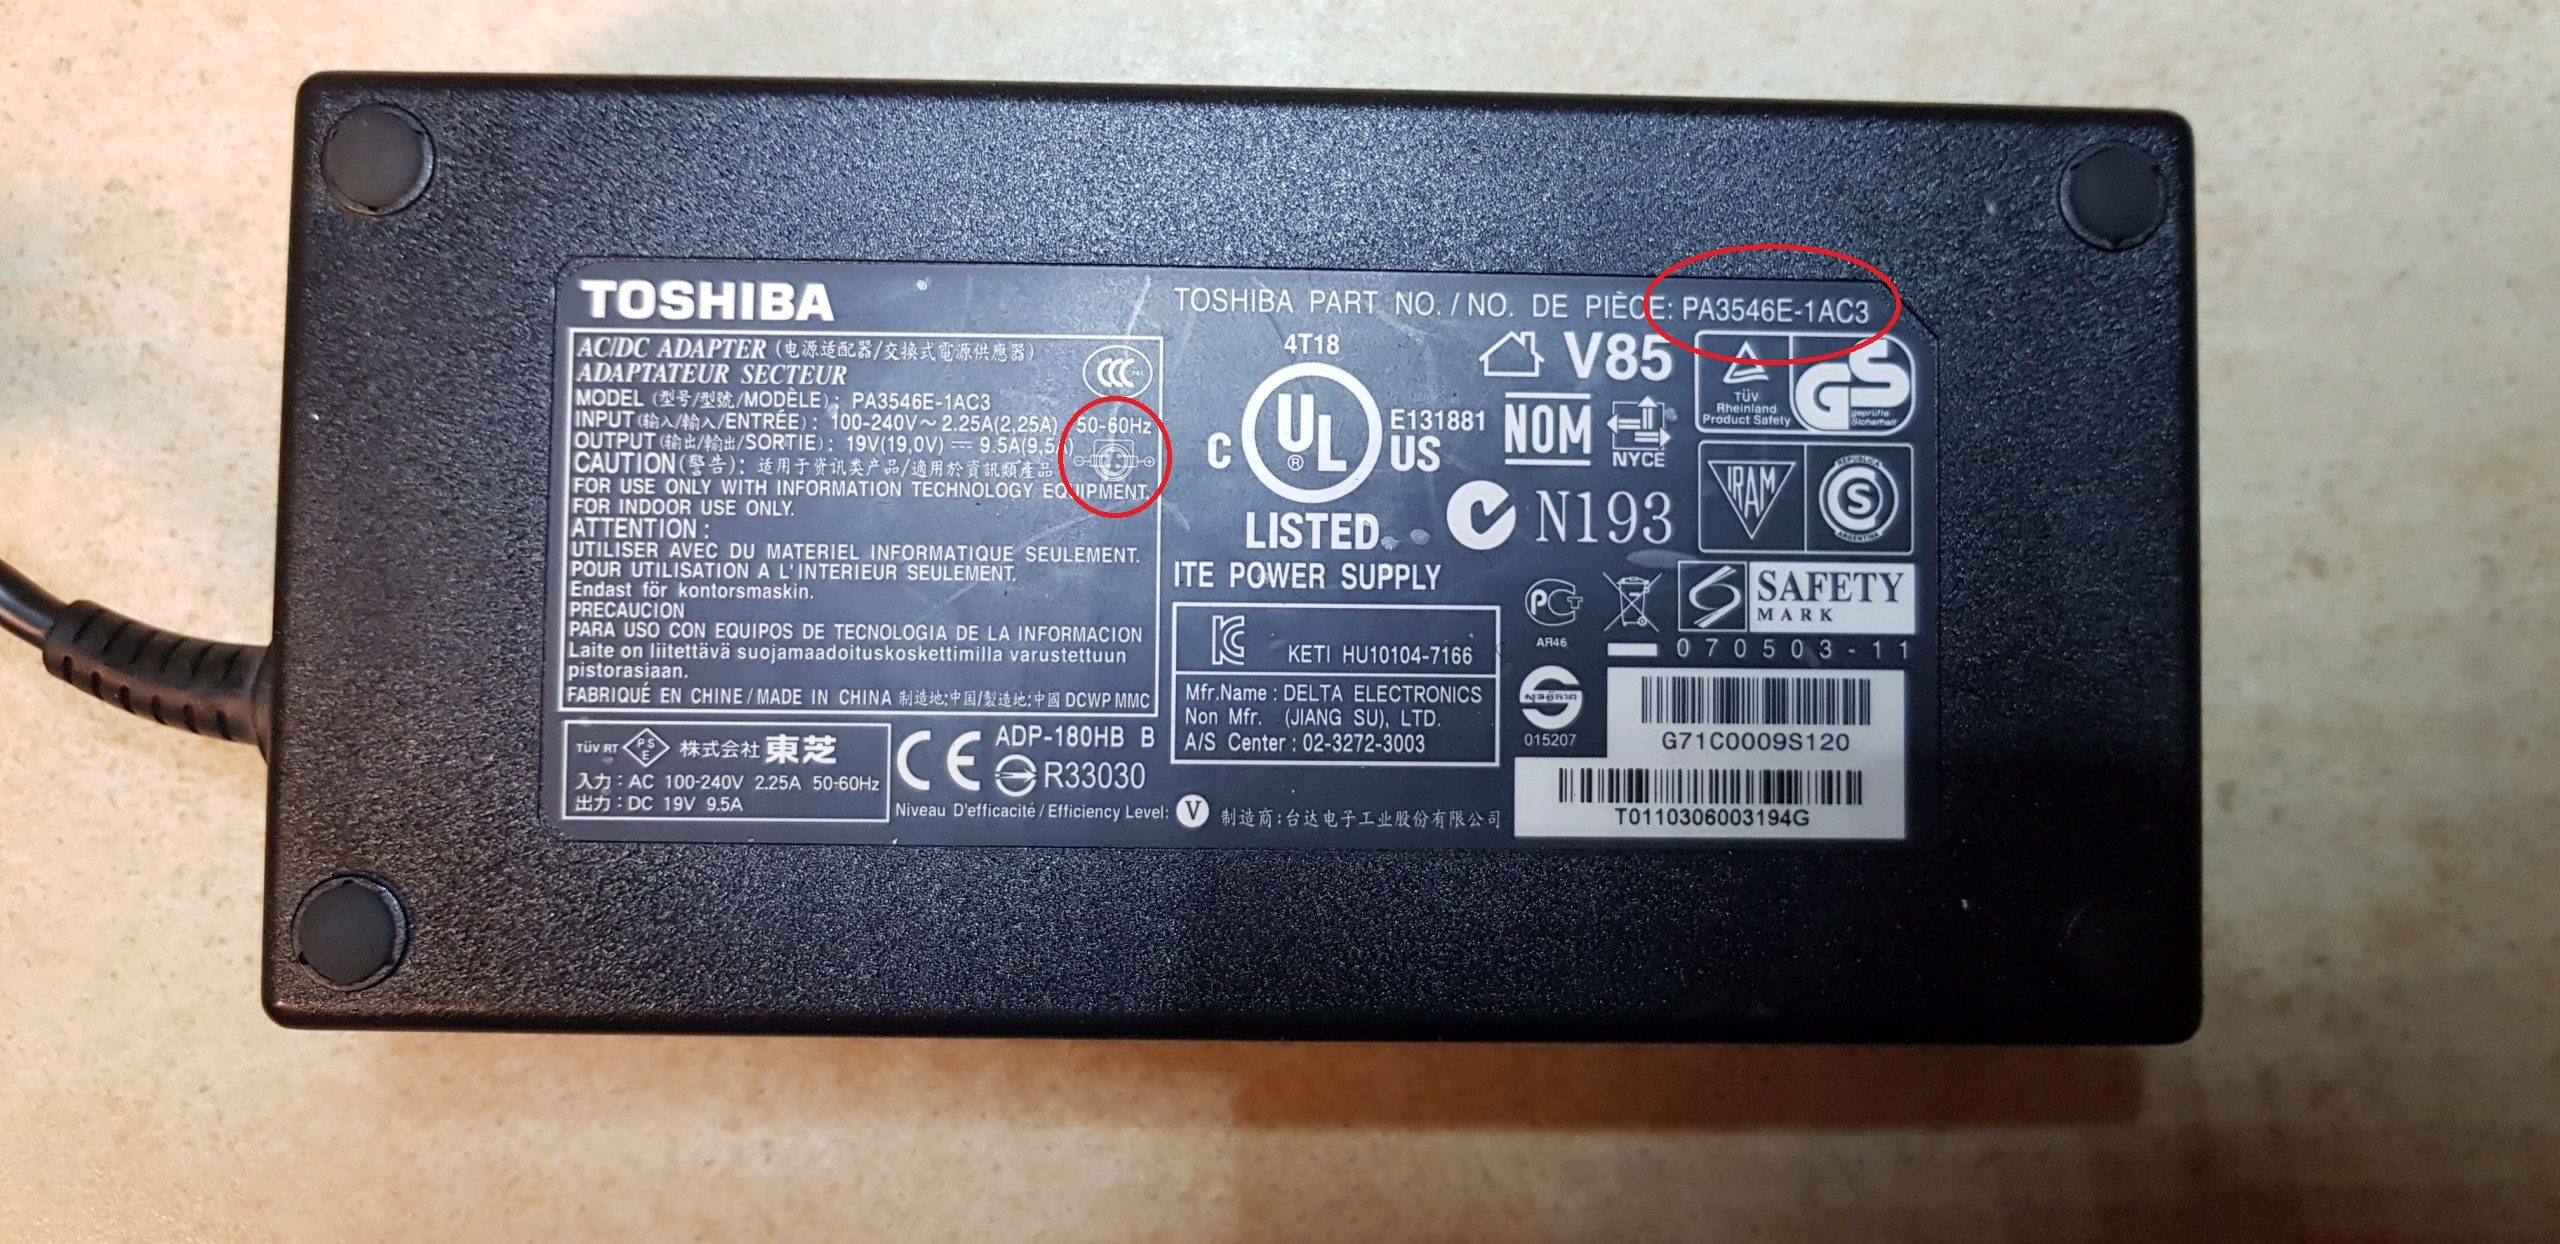 TOSHIBA
TOSHIBA PART NO. / NO. DE PIÈCE: PA3546E-1AC3
AC/DC ADAPTER (电源适配器/交換式電源供應器)
ADAPTATEUR SECTEUR
MODEL (型号/型號/MODÈLE): PA3546E-1AC3
INPUT (输入/輸入/ENTRÉE): 100-240V~ 2.25A(2,25A) 50-60Hz
OUTPUT (输出/輸出/SORTIE): 19V(19,0V) ⎓ 9.5A(9,5A)
CAUTION (警告): 适用于资讯类产品/適用於資訊類產品
FOR USE ONLY WITH INFORMATION TECHNOLOGY EQUIPMENT.
FOR INDOOR USE ONLY.
ATTENTION:
UTILISER AVEC DU MATERIEL INFORMATIQUE SEULEMENT.
POUR UTILISATION A L'INTERIEUR SEULEMENT.
Endast för kontorsmaskin.
PRECAUCION
PARA USO CON EQUIPOS DE TECNOLOGIA DE LA INFORMACION
Laite on liitettävä suojamaadoituskoskettimilla varustettuun
pistorasiaan.
FABRIQUÉ EN CHINE / MADE IN CHINA 制造地:中国/製造地:中國 DCWP MMC
TÜV RT PSE 株式会社 東芝
入力: AC 100-240V 2.25A 50-60Hz
出力: DC 19V 9.5A
CE
ADP-180HB B
R33030
Niveau D'efficacité / Efficiency Level: V
制造商:台达电子工业股份有限公司
4T18
C UL ® US
E131881
LISTED
ITE POWER SUPPLY
V85
NOM
NYCE
N193
TÜV
Rheinland
Product Safety
GS
geprüfte
Sicherheit
IRAM
REPUBLICA
S
ARGENTINA
KC
KETI HU10104-7166
Mfr.Name : DELTA ELECTRONICS
Non Mfr. (JIANG SU), LTD.
A/S Center : 02-3272-3003
PCT
АЯ46
SAFETY
MARK
070503-11
015207
G71C0009S120
T0110306003194G